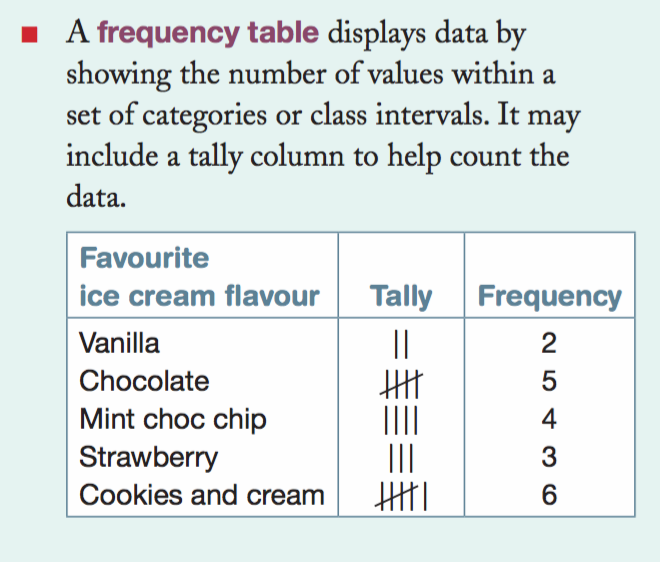 A frequency table displays data by
showing the number of values within a
set of categories or class intervals. It may
include a tally column to help count the
data.
Favourite
ice cream flavour Tally Frequency
Vanilla || 2
Chocolate 卌 5
Mint choc chip |||| 4
Strawberry ||| 3
Cookies and cream 卌| 6